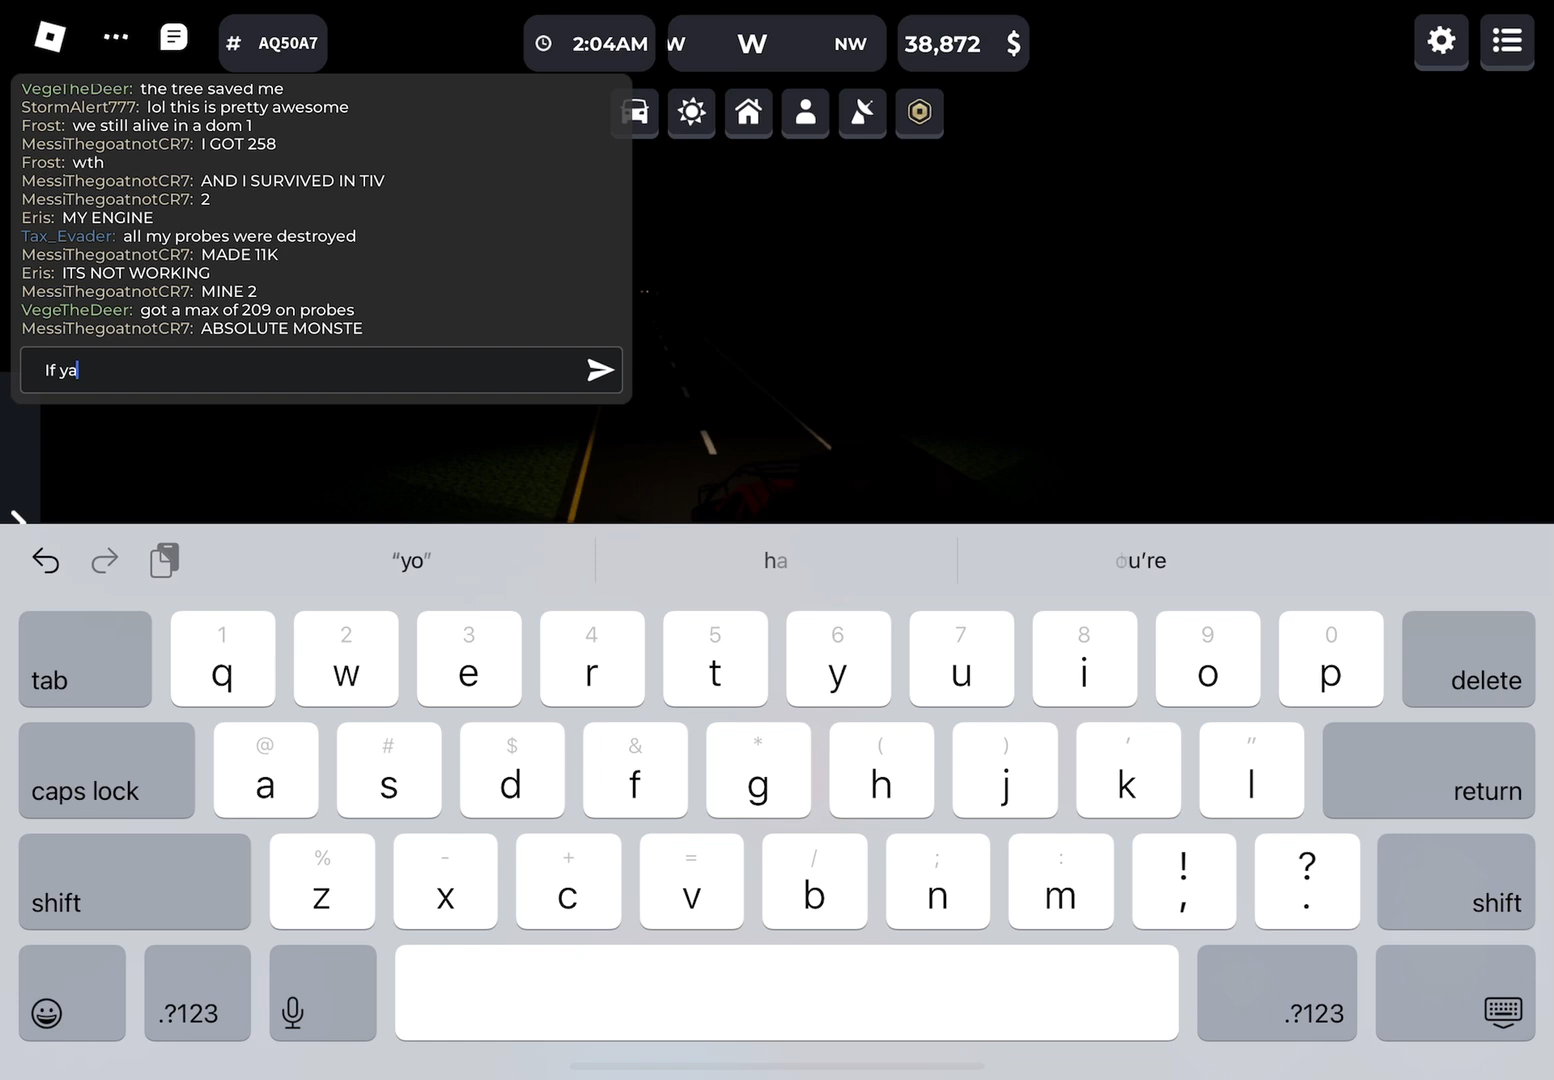 # AQ50A7
2:04AM
W W NW
38,872 $
VegeTheDeer: the tree saved me
StormAlert777: lol this is pretty awesome
Frost: we still alive in a dom 1
MessiThegoatnotCR7: I GOT 258
Frost: wth
MessiThegoatnotCR7: AND I SURVIVED IN TIV
MessiThegoatnotCR7: 2
Eris: MY ENGINE
Tax_Evader: all my probes were destroyed
MessiThegoatnotCR7: MADE 11K
Eris: ITS NOT WORKING
MessiThegoatnotCR7: MINE 2
VegeTheDeer: got a max of 209 on probes
MessiThegoatnotCR7: ABSOLUTE MONSTE
If ya
“yo” ha ou’re
1 2 3 4 5 6 7 8 9 0
tab q w e r t y u i o p delete
@ # $ & * ( ) ' "
caps lock a s d f g h j k l return
% - + = / ; : ! ?
shift z x c v b n m , . shift
.?123 .?123